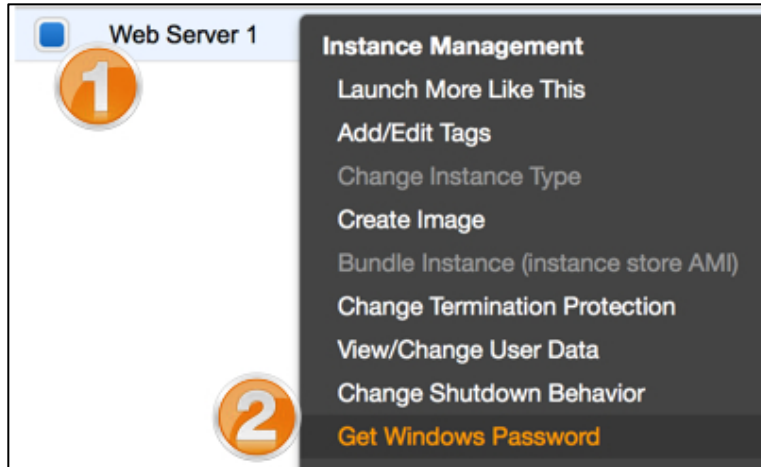 Web Server 1
1
Instance Management
Launch More Like This
Add/Edit Tags
Change Instance Type
Create Image
Bundle Instance (instance store AMI)
Change Termination Protection
View/Change User Data
Change Shutdown Behavior
2
Get Windows Password